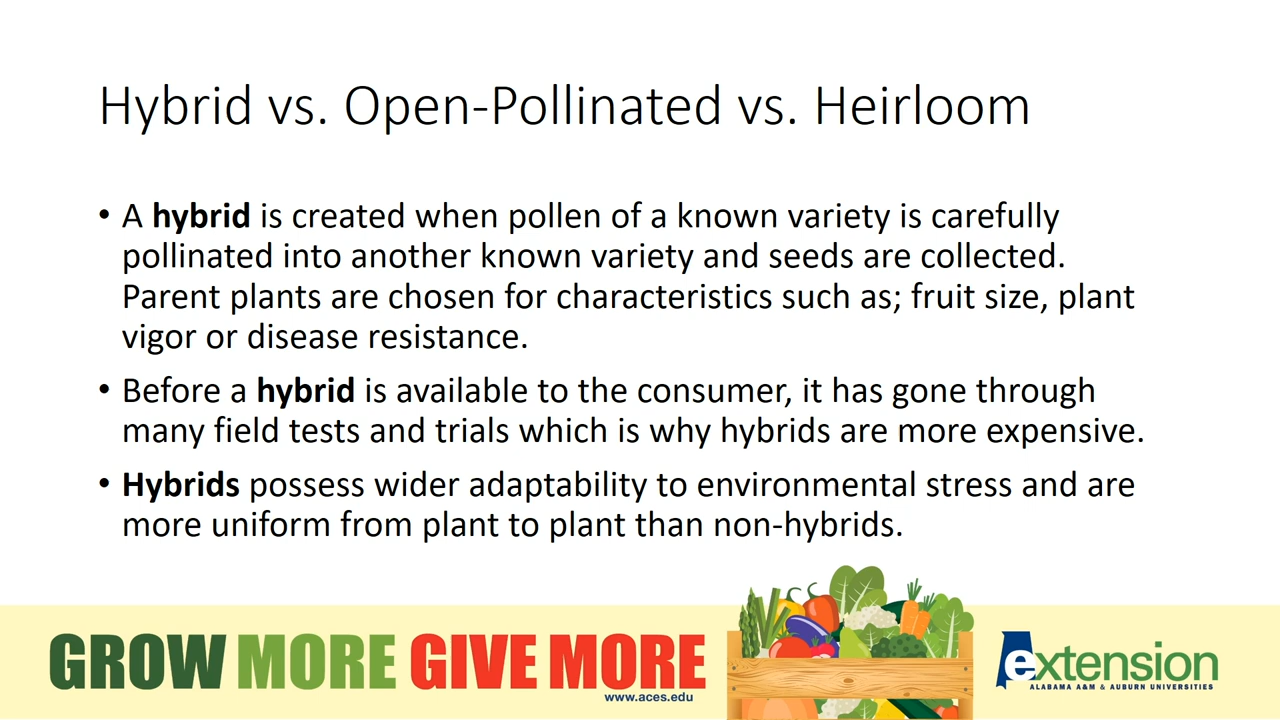 Hybrid vs. Open-Pollinated vs. Heirloom
• A hybrid is created when pollen of a known variety is carefully
pollinated into another known variety and seeds are collected.
Parent plants are chosen for characteristics such as; fruit size, plant
vigor or disease resistance.
• Before a hybrid is available to the consumer, it has gone through
many field tests and trials which is why hybrids are more expensive.
• Hybrids possess wider adaptability to environmental stress and are
more uniform from plant to plant than non-hybrids.
GROW MORE GIVE MORE
www.aces.edu
extension
ALABAMA A&M & AUBURN UNIVERSITIES